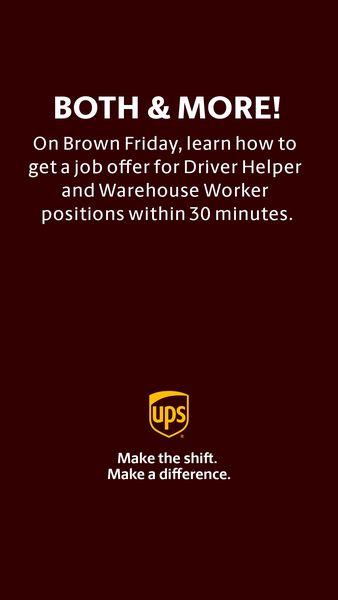 BOTH & MORE!
On Brown Friday, learn how to
get a job offer for Driver Helper
and Warehouse Worker
positions within 30 minutes.
ups
®
Make the shift.
Make a difference.